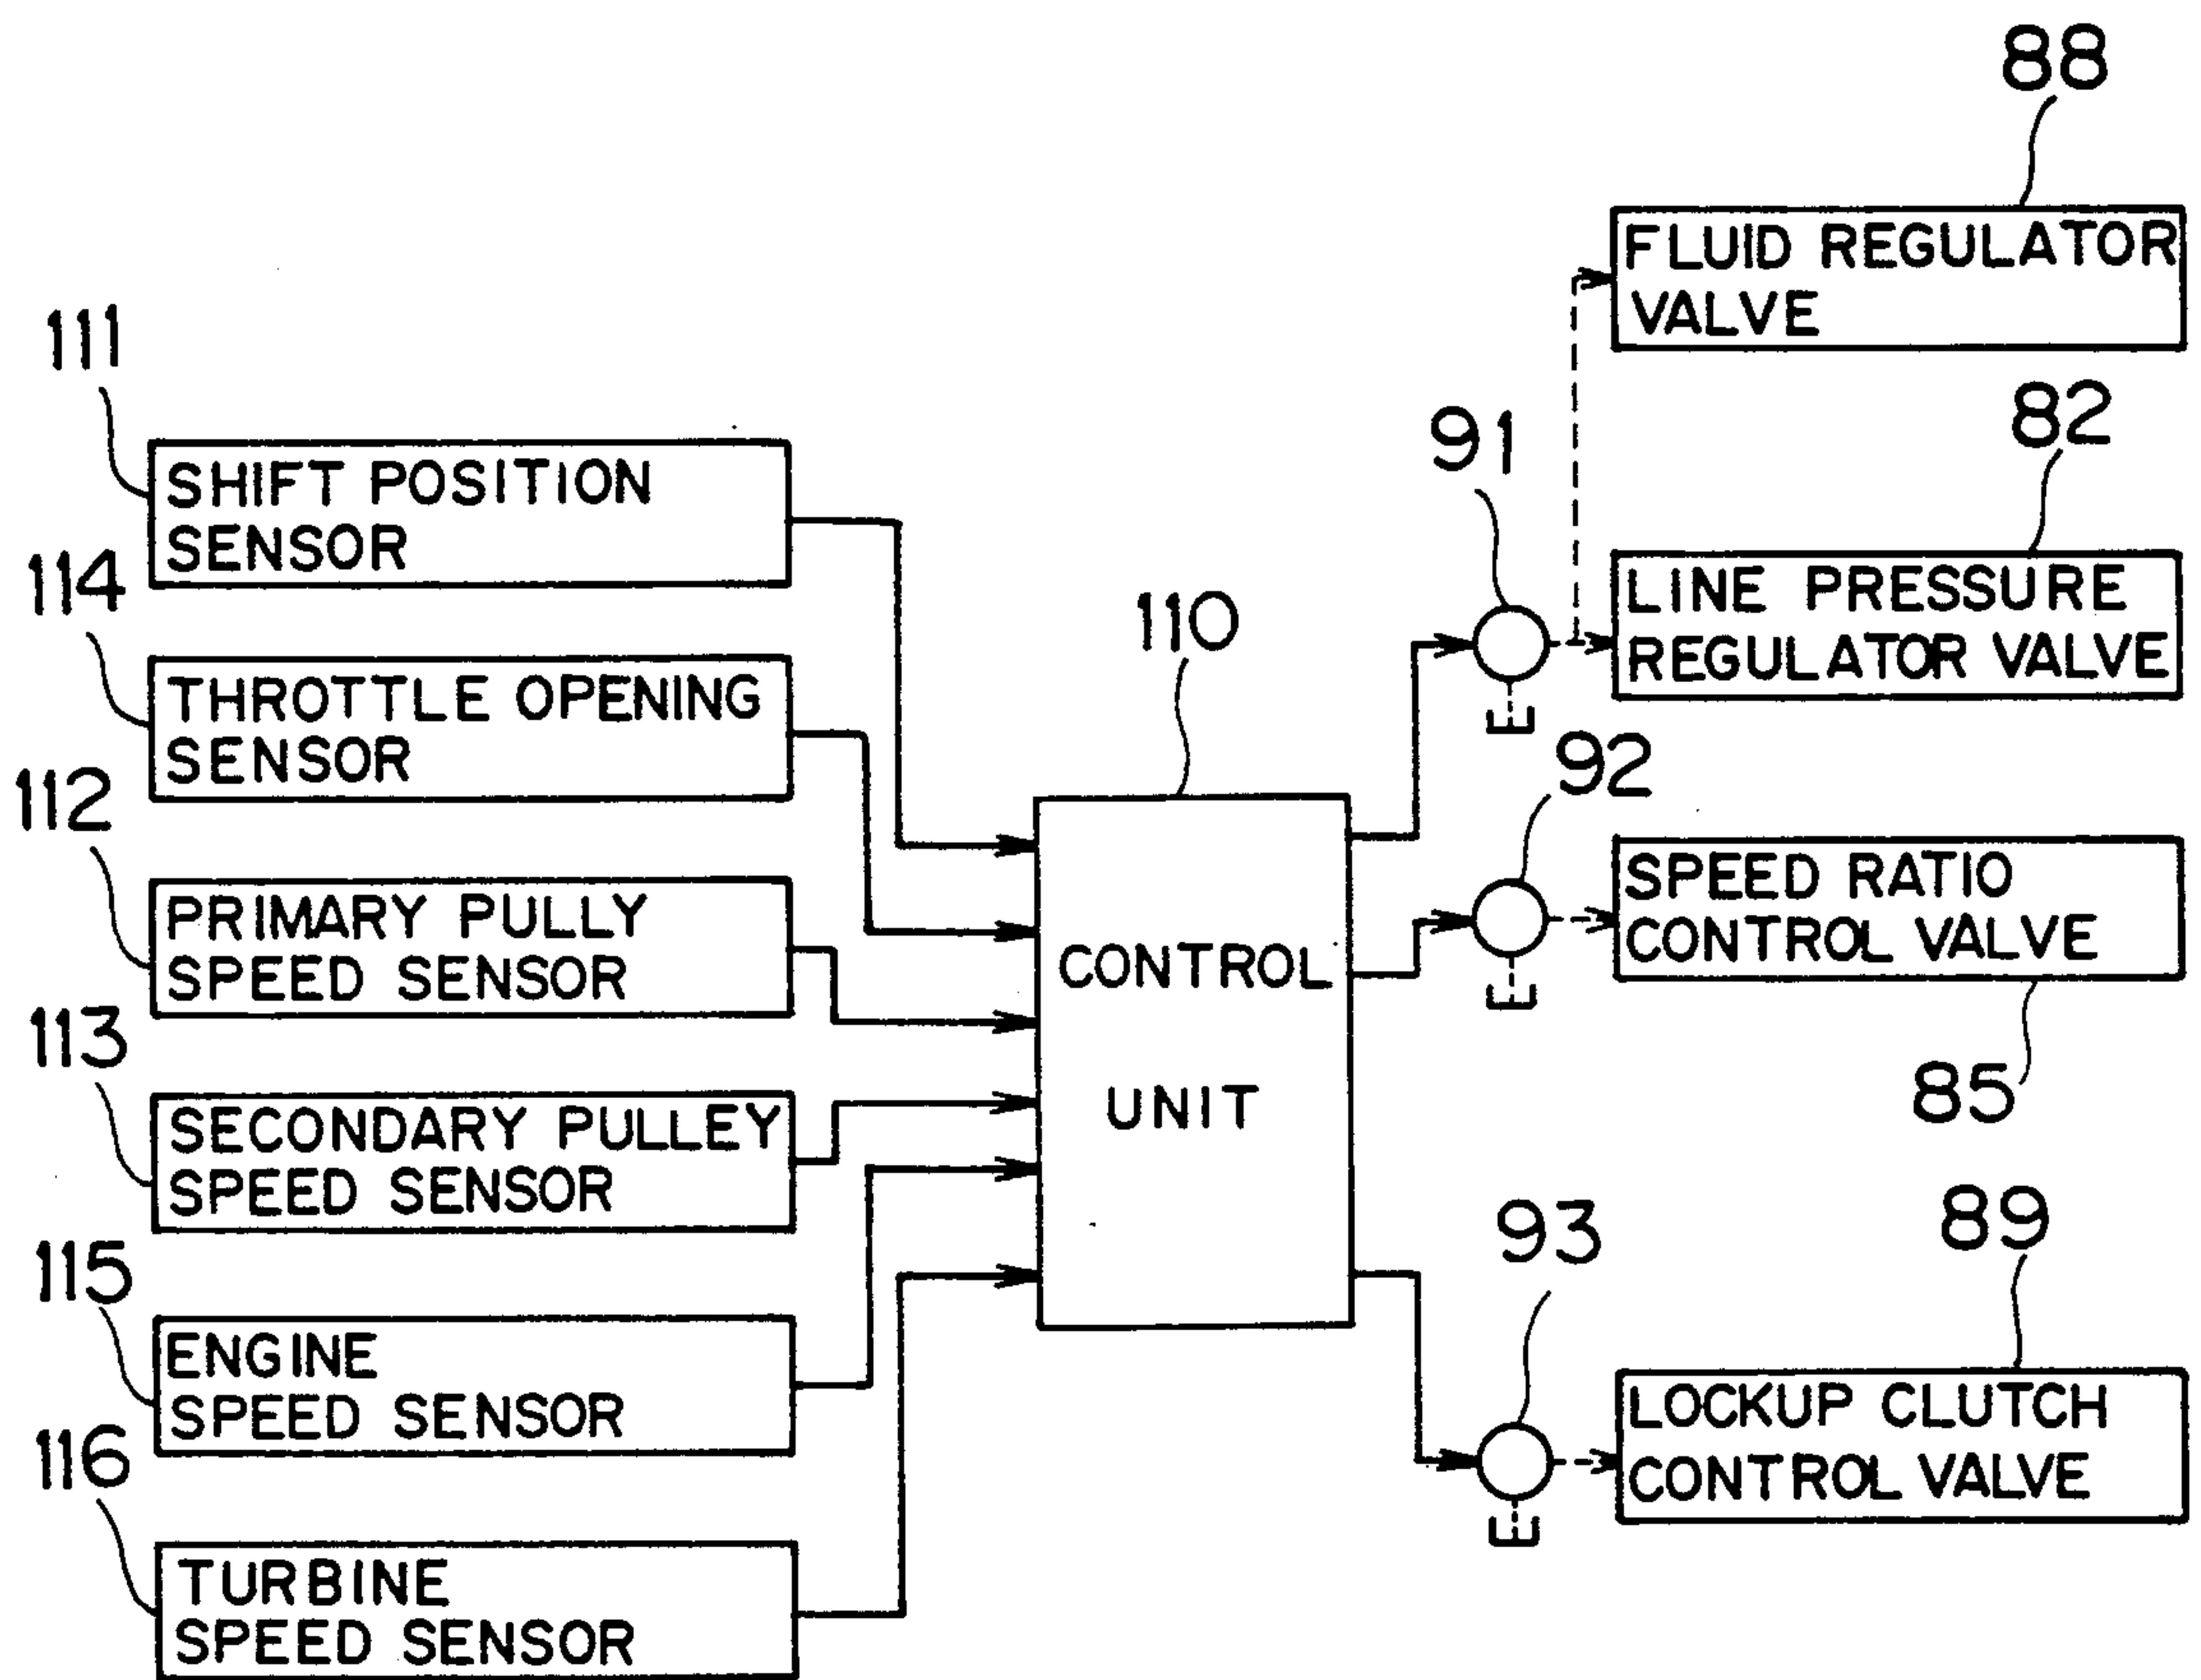 88
FLUID REGULATOR
VALVE
111
SHIFT POSITION
SENSOR
82
LINE PRESSURE
REGULATOR VALVE
91
E
114
THROTTLE OPENING
SENSOR
110
CONTROL
UNIT
92
E
SPEED RATIO
CONTROL VALVE
85
112
PRIMARY PULLY
SPEED SENSOR
113
SECONDARY PULLEY
SPEED SENSOR
93
E
89
LOCKUP CLUTCH
CONTROL VALVE
115
ENGINE
SPEED SENSOR
116
TURBINE
SPEED SENSOR